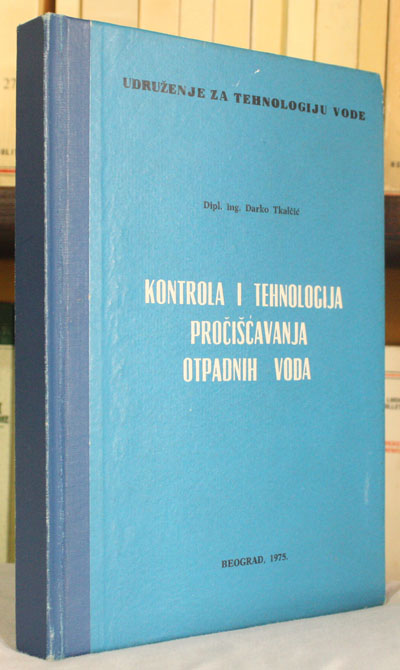 UDRUŽENJE ZA TEHNOLOGIJU VODE
Dipl. ing. Darko Tkalčić
KONTROLA I TEHNOLOGIJA
PROČIŠĆAVANJA
OTPADNIH VODA
BEOGRAD, 1975.